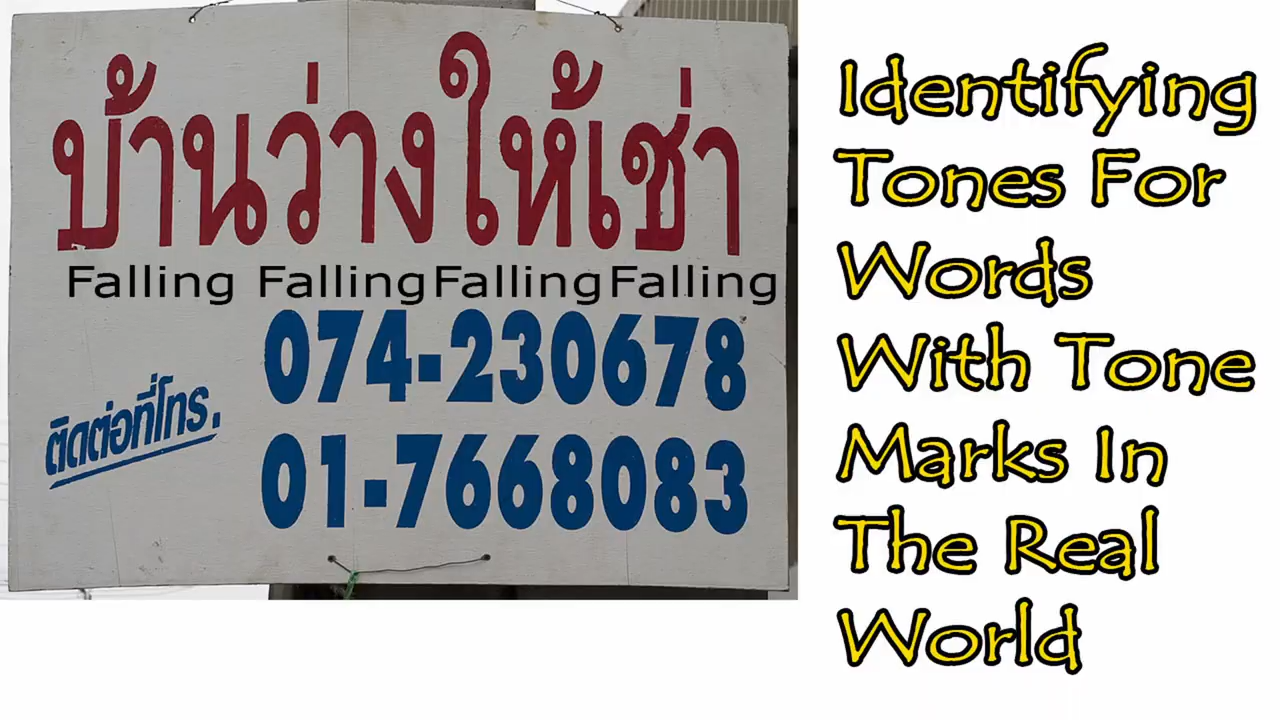 บ้านว่างให้เช่า
Falling Falling Falling Falling
074-230678
ติดต่อที่โทร.
01-7668083
Identifying
Tones For
Words
With Tone
Marks In
The Real
World